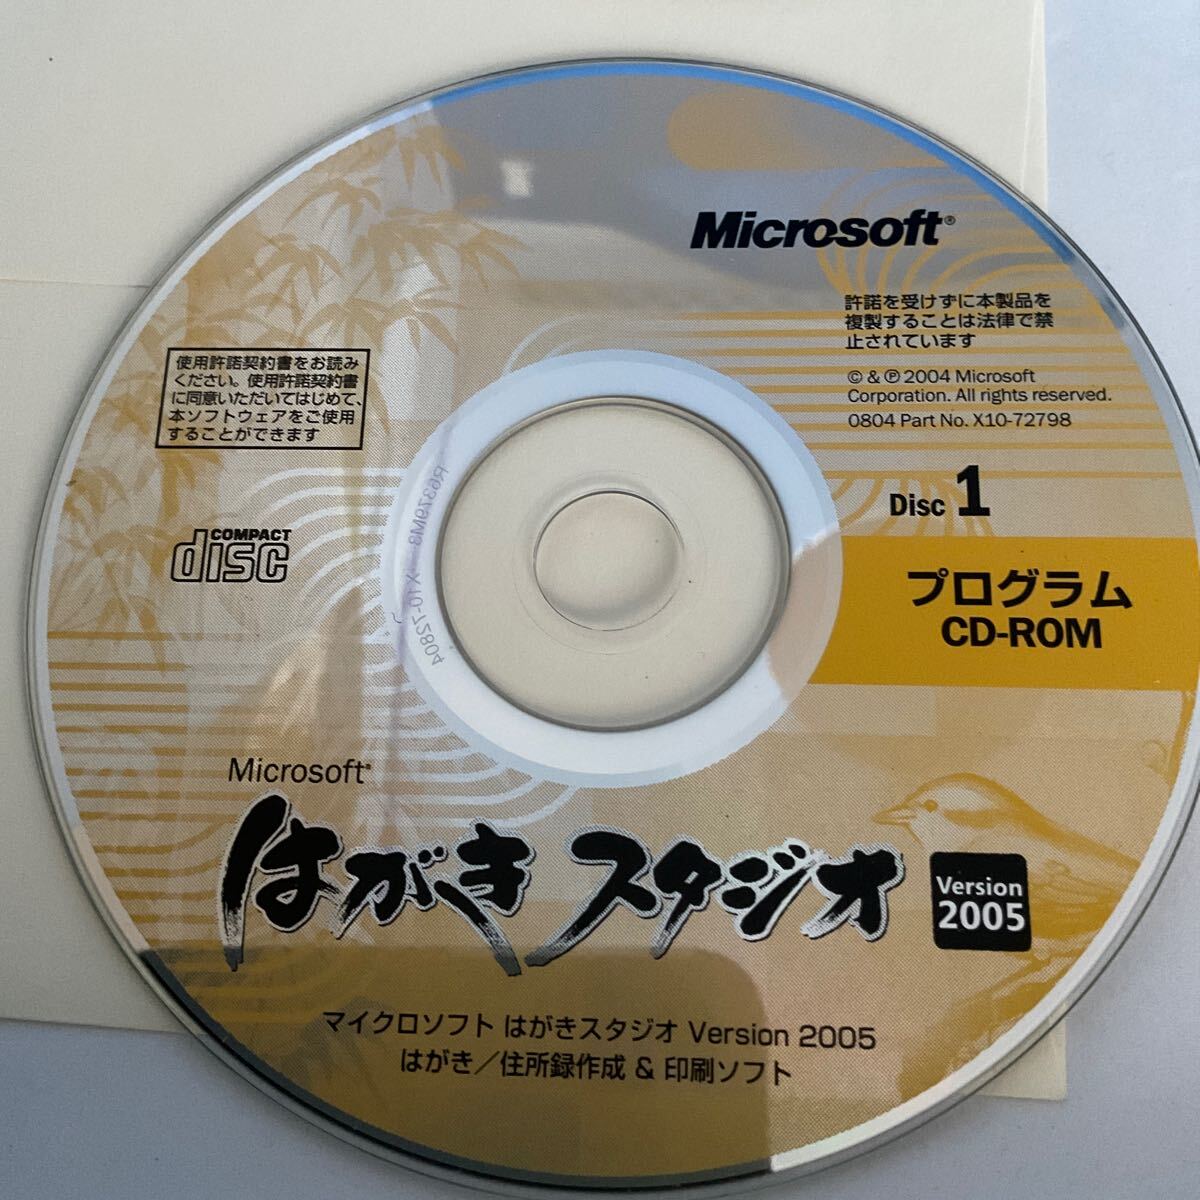 Microsoft®
許諾を受けずに本製品を
複製することは法律で禁
止されています
© & ℗ 2004 Microsoft
Corporation. All rights reserved.
0804 Part No. X10-72798
使用許諾契約書をお読み
ください。使用許諾契約書
に同意いただいてはじめて、
本ソフトウェアをご使用
することができます
COMPACT
disc
Disc 1
プログラム
CD-ROM
R6379M3 X10-72804
Microsoft®
はがきスタジオ
Version
2005
マイクロソフト はがきスタジオ Version 2005
はがき/住所録作成 & 印刷ソフト